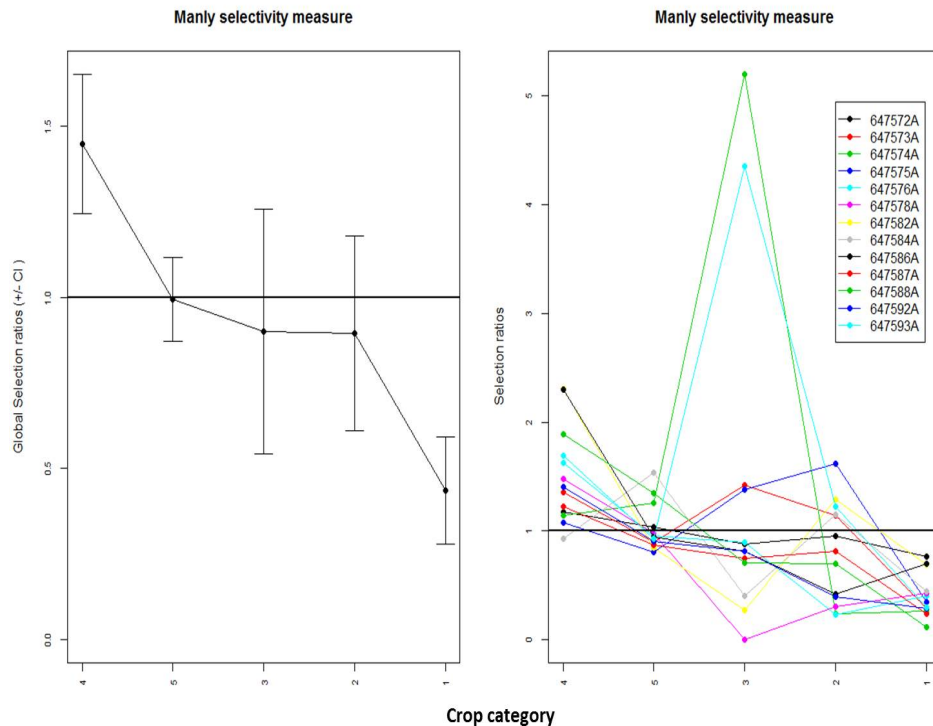 Manly selectivity measure
Global Selection ratios (+/- CI )
1.5
1.0
0.5
0.0
4
5
3
2
1
Manly selectivity measure
Selection ratios
5
4
3
2
1
0
647572A
647573A
647574A
647575A
647576A
647578A
647582A
647584A
647586A
647587A
647588A
647592A
647593A
4
5
3
2
1
Crop category